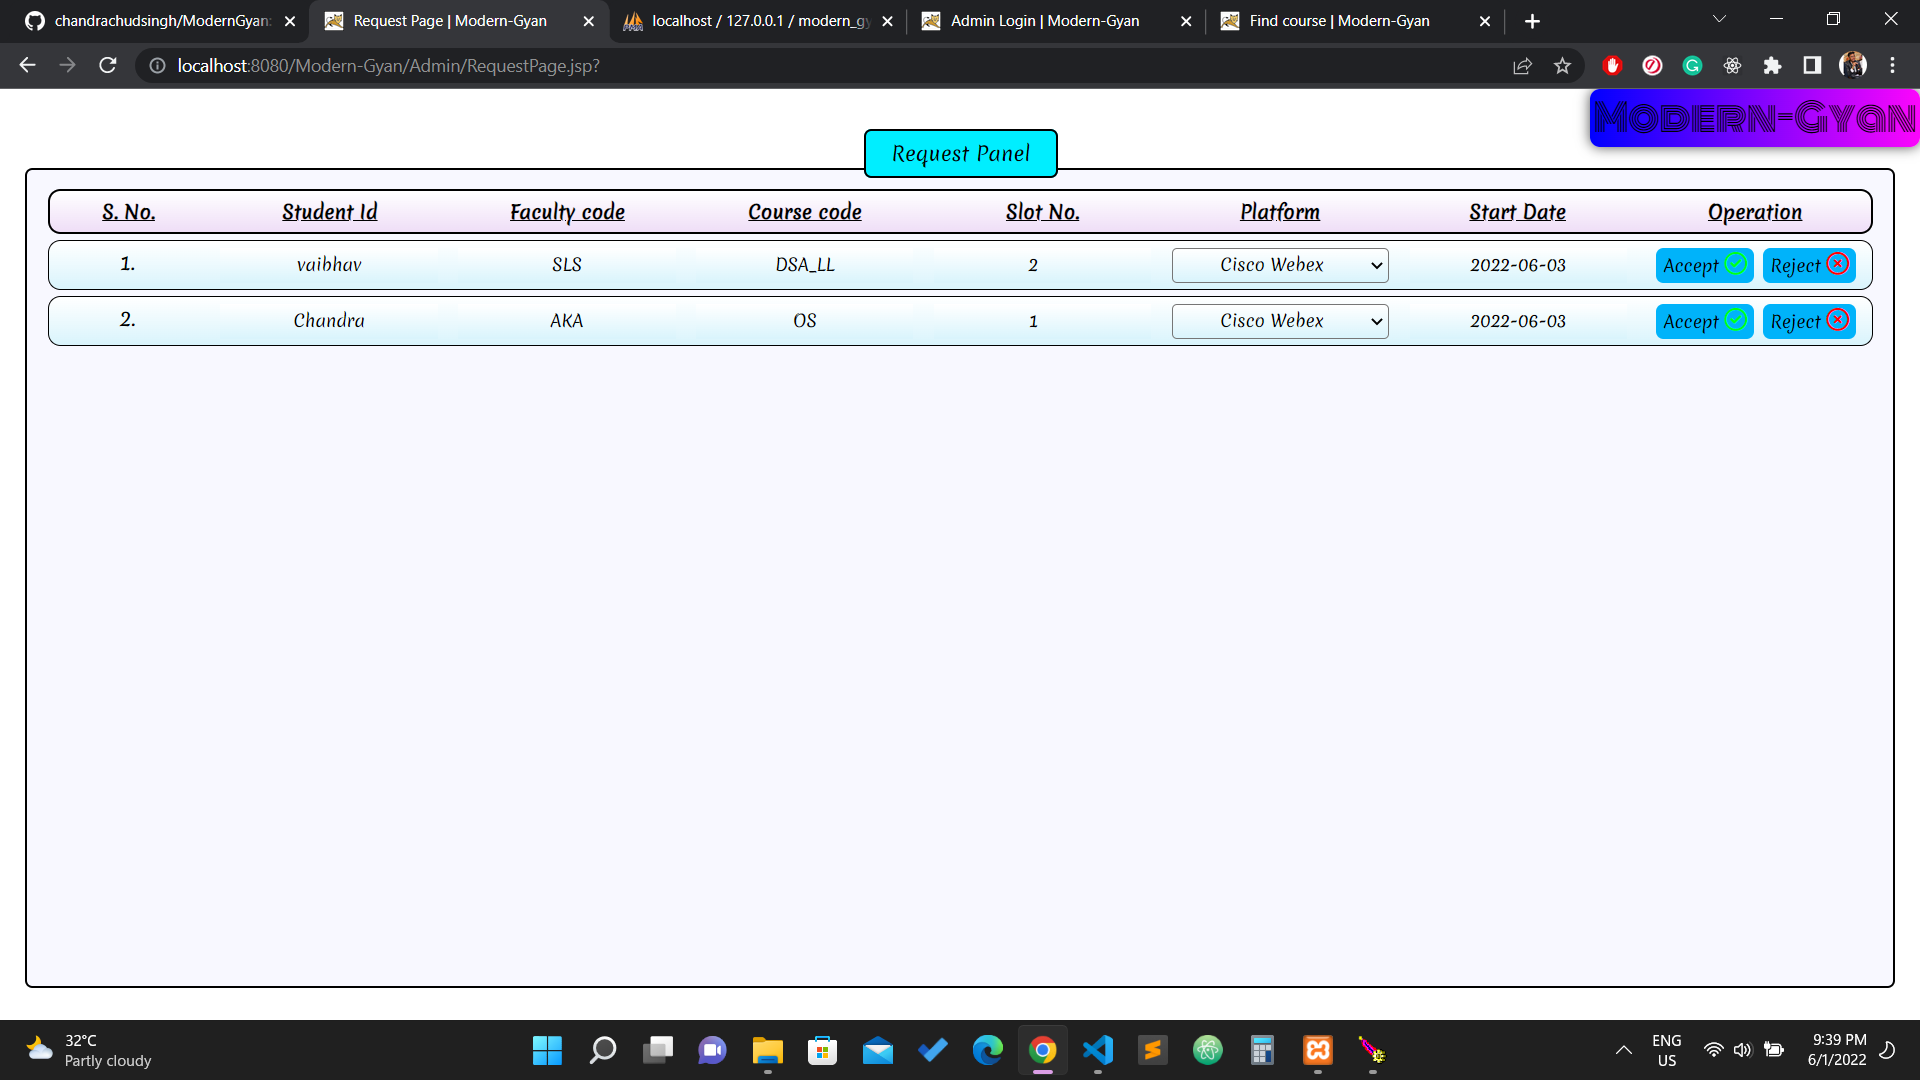 chandrachudsingh/ModernGyan:
Request Page | Modern-Gyan
localhost / 127.0.0.1 / modern_gy
Admin Login | Modern-Gyan
Find course | Modern-Gyan
localhost:8080/Modern-Gyan/Admin/RequestPage.jsp?
Modern-Gyan
Request Panel
S. No. Student Id Faculty code Course code Slot No. Platform Start Date Operation
1. vaibhav SLS DSA_LL 2 Cisco Webex 2022-06-03 Accept Reject
2. Chandra AKA OS 1 Cisco Webex 2022-06-03 Accept Reject
32°C
Partly cloudy
ENG
US
9:39 PM
6/1/2022